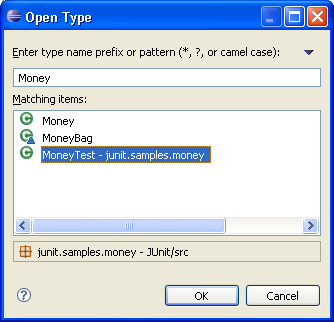 Open Type
Enter type name prefix or pattern (*, ?, or camel case):
Money
Matching items:
Money
MoneyBag
MoneyTest - junit.samples.money
junit.samples.money - JUnit/src
OK
Cancel